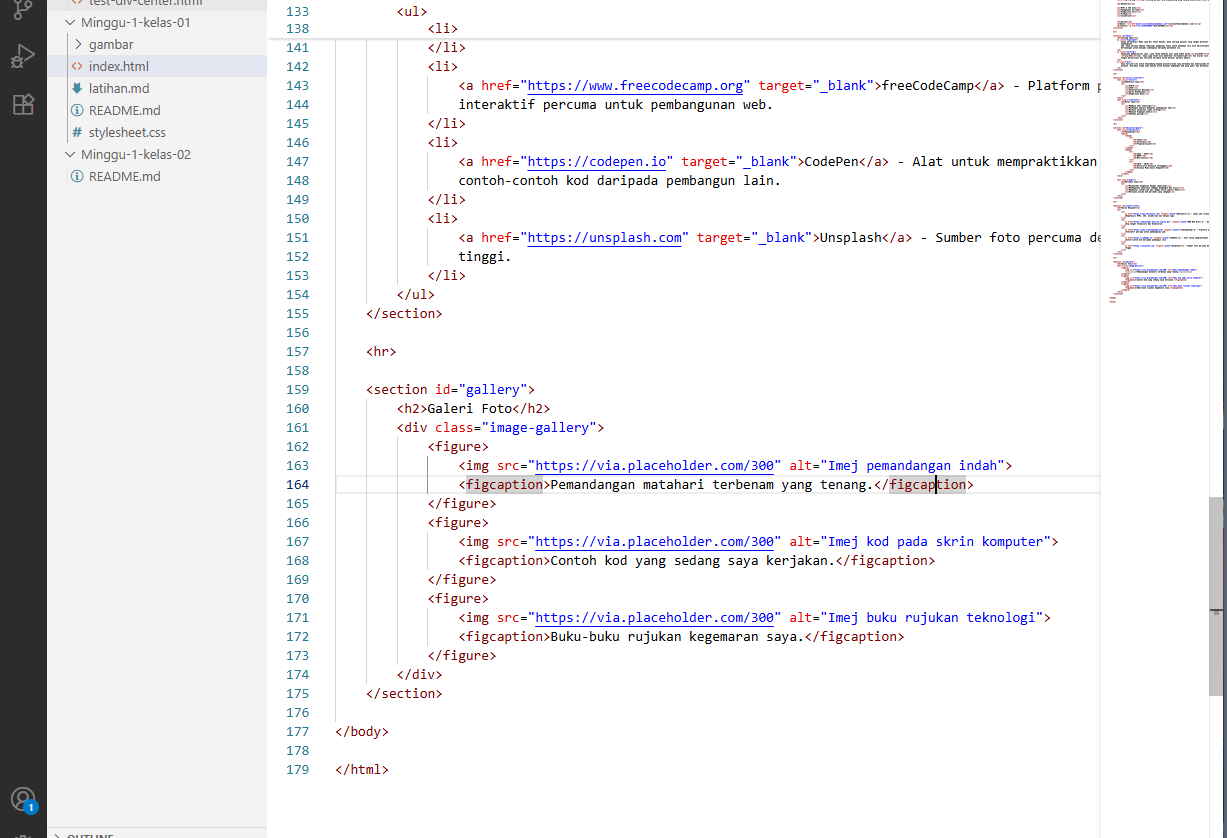 test-div-center.html
Minggu-1-kelas-01
gambar
index.html
latihan.md
README.md
stylesheet.css
Minggu-1-kelas-02
README.md
OUTLINE
1
133 <ul>
138 <li>
141 </li>
142 <li>
143 <a href="https://www.freecodecamp.org" target="_blank">freeCodeCamp</a> - Platform
144 interaktif percuma untuk pembangunan web.
145 </li>
146 <li>
147 <a href="https://codepen.io" target="_blank">CodePen</a> - Alat untuk mempraktikkan
148 contoh-contoh kod daripada pembangun lain.
149 </li>
150 <li>
151 <a href="https://unsplash.com" target="_blank">Unsplash</a> - Sumber foto percuma
152 tinggi.
153 </li>
154 </ul>
155 </section>
156
157 <hr>
158
159 <section id="gallery">
160 <h2>Galeri Foto</h2>
161 <div class="image-gallery">
162 <figure>
163 <img src="https://via.placeholder.com/300" alt="Imej pemandangan indah">
164 <figcaption>Pemandangan matahari terbenam yang tenang.</figcaption>
165 </figure>
166 <figure>
167 <img src="https://via.placeholder.com/300" alt="Imej kod pada skrin komputer">
168 <figcaption>Contoh kod yang sedang saya kerjakan.</figcaption>
169 </figure>
170 <figure>
171 <img src="https://via.placeholder.com/300" alt="Imej buku rujukan teknologi">
172 <figcaption>Buku-buku rujukan kegemaran saya.</figcaption>
173 </figure>
174 </div>
175 </section>
176
177 </body>
178
179 </html>